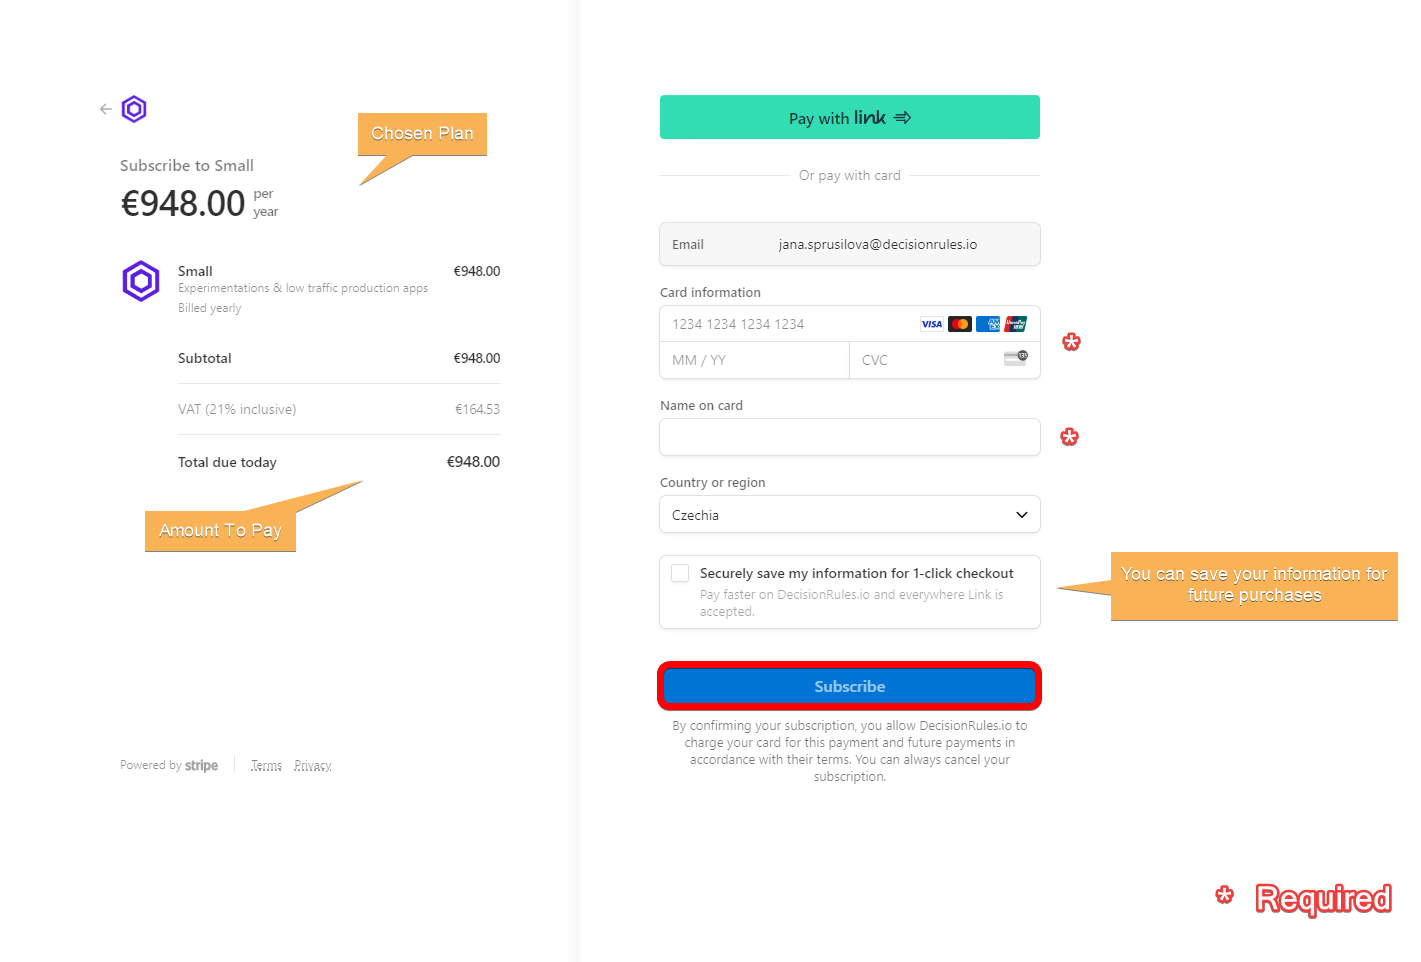 Chosen Plan
Subscribe to Small
€948.00 per
year
Small €948.00
Experimentations & low traffic production apps
Billed yearly
Subtotal €948.00
VAT (21% inclusive) €164.53
Total due today €948.00
Amount To Pay
Powered by stripe Terms Privacy
Pay with link
Or pay with card
Email jana.sprusilova@decisionrules.io
Card information
1234 1234 1234 1234 VISA
MM / YY CVC 135
*
Name on card
*
Country or region
Czechia
Securely save my information for 1-click checkout
Pay faster on DecisionRules.io and everywhere Link is
accepted.
You can save your information for
future purchases
Subscribe
By confirming your subscription, you allow DecisionRules.io to
charge your card for this payment and future payments in
accordance with their terms. You can always cancel your
subscription.
* Required